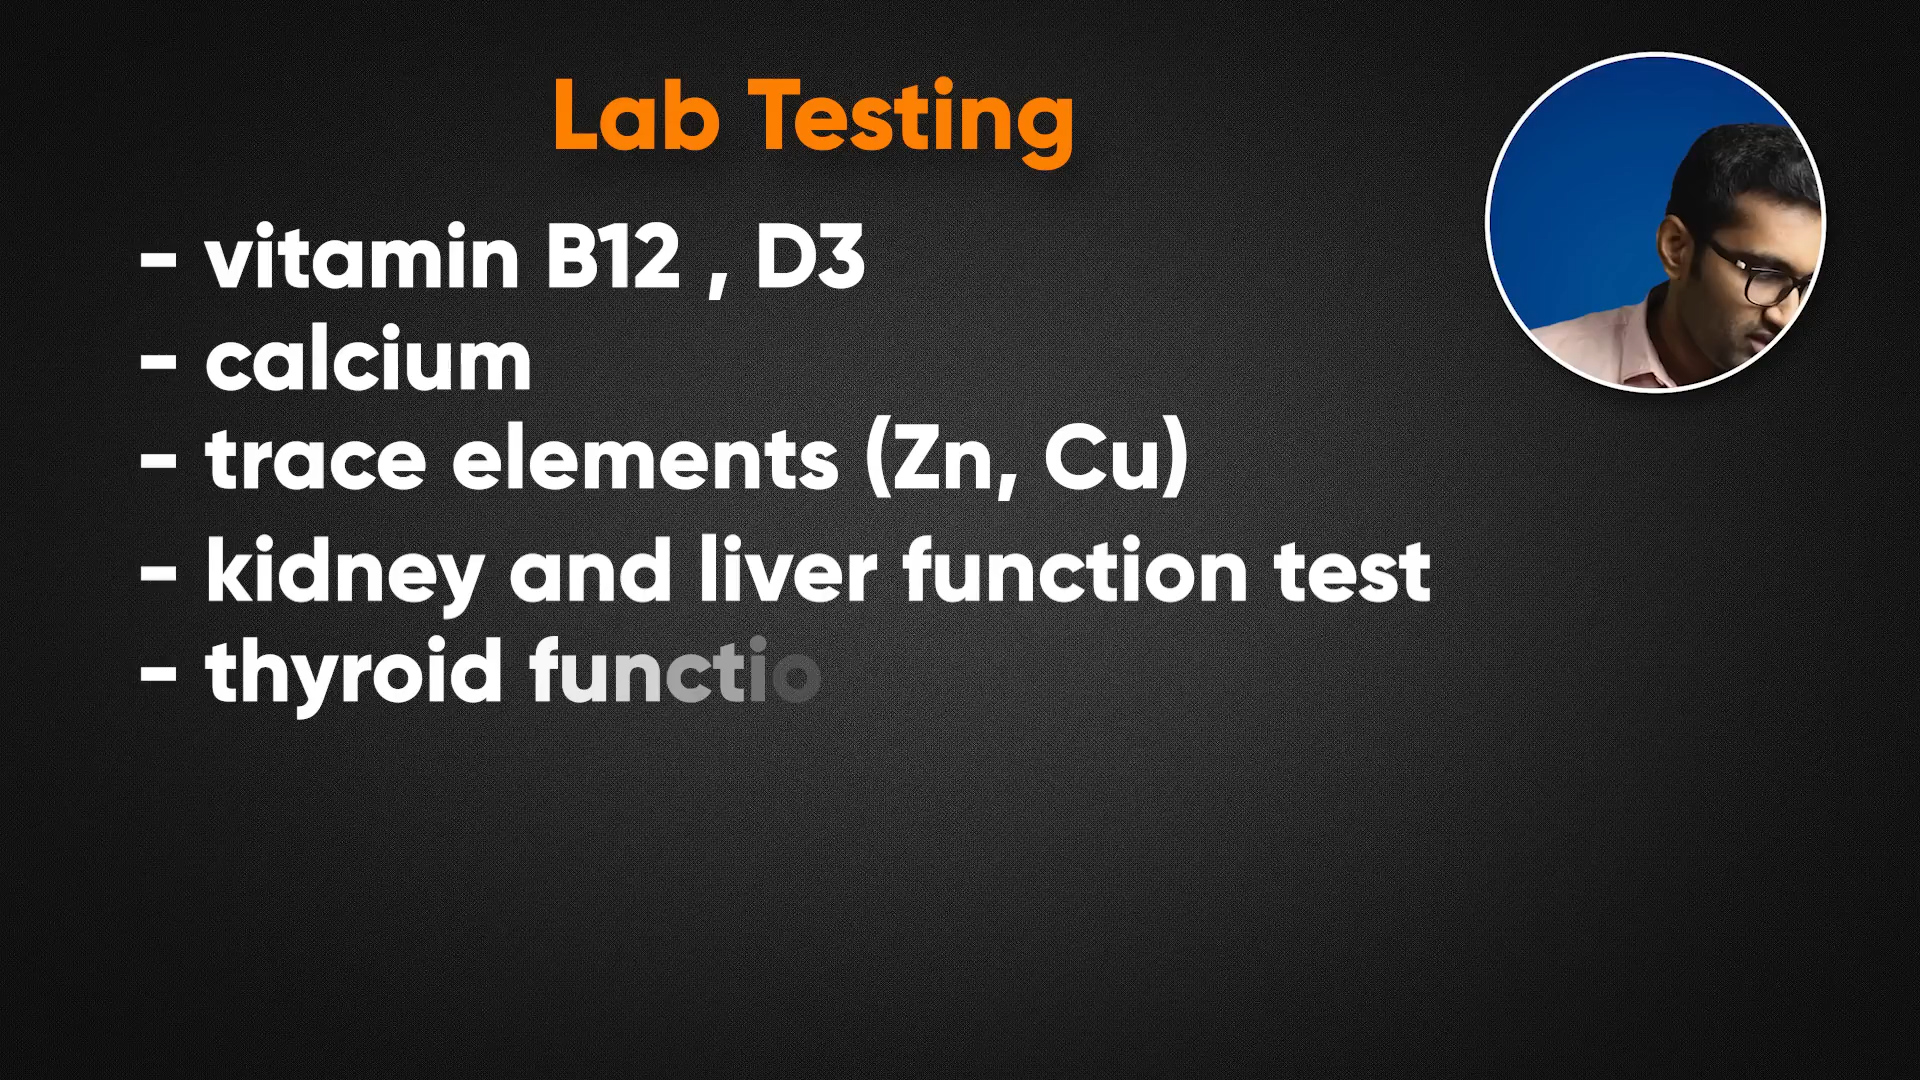 Lab Testing
- vitamin B12 , D3
- calcium
- trace elements (Zn, Cu)
- kidney and liver function test
- thyroid functio